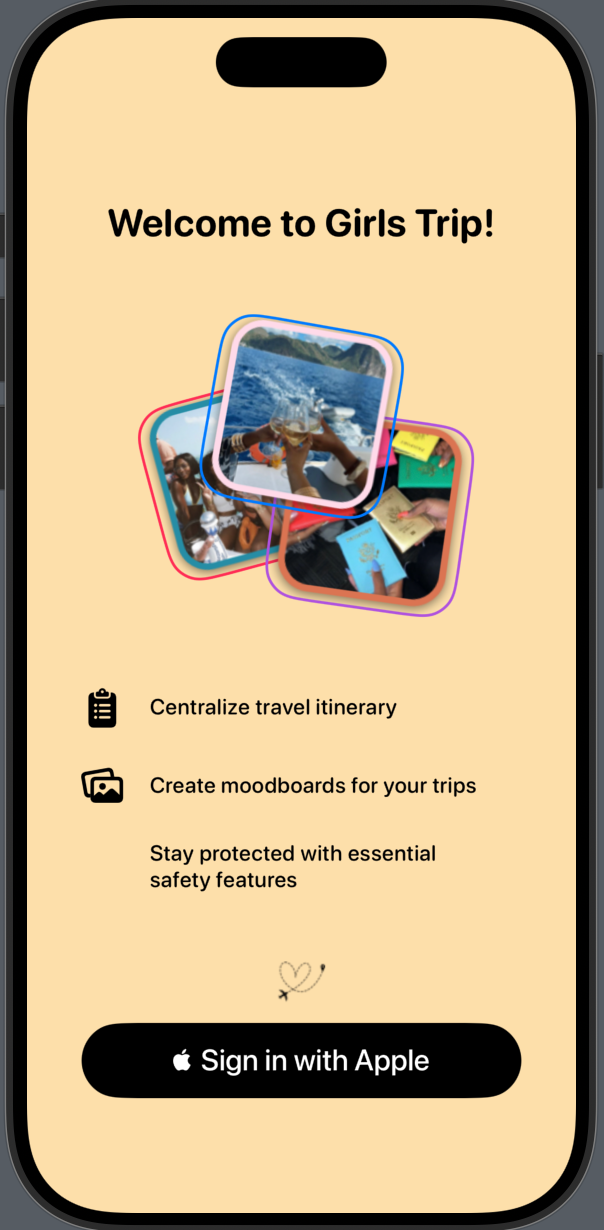 Welcome to Girls Trip!
Centralize travel itinerary
Create moodboards for your trips
Stay protected with essential
safety features
Sign in with Apple